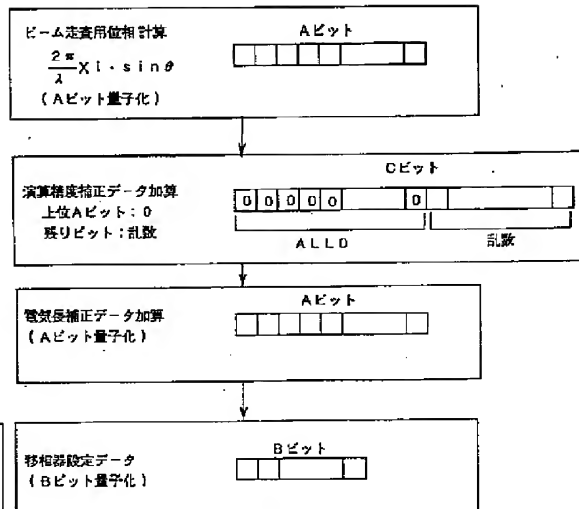 ビーム走査用位相計算
Aビット
2π/λ Xi・sinθ
(Aビット量子化)
Cビット
演算精度補正データ加算
上位Aビット:0
残りビット:乱数
0 0 0 0 0 0
ALL0
乱数
Aビット
電気長補正データ加算
(Aビット量子化)
Bビット
移相器設定データ
(Bビット量子化)